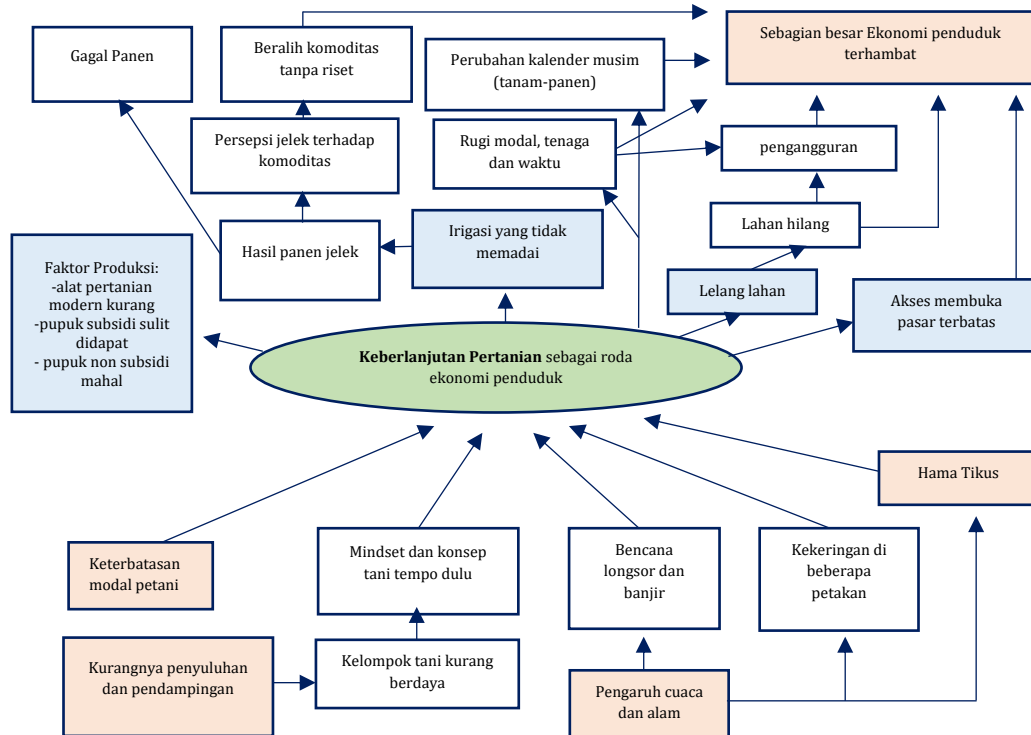 Gagal Panen
Beralih komoditas
tanpa riset
Perubahan kalender musim
(tanam-panen)
Sebagian besar Ekonomi penduduk
terhambat
Persepsi jelek terhadap
komoditas
Rugi modal, tenaga
dan waktu
pengangguran
Hasil panen jelek
Irigasi yang tidak
memadai
Lahan hilang
Faktor Produksi:
-alat pertanian
modern kurang
-pupuk subsidi sulit
didapat
- pupuk non subsidi
mahal
Lelang lahan
Akses membuka
pasar terbatas
Keberlanjutan Pertanian sebagai roda
ekonomi penduduk
Hama Tikus
Keterbatasan
modal petani
Mindset dan konsep
tani tempo dulu
Bencana
longsor dan
banjir
Kekeringan di
beberapa
petakan
Kurangnya penyuluhan
dan pendampingan
Kelompok tani kurang
berdaya
Pengaruh cuaca
dan alam